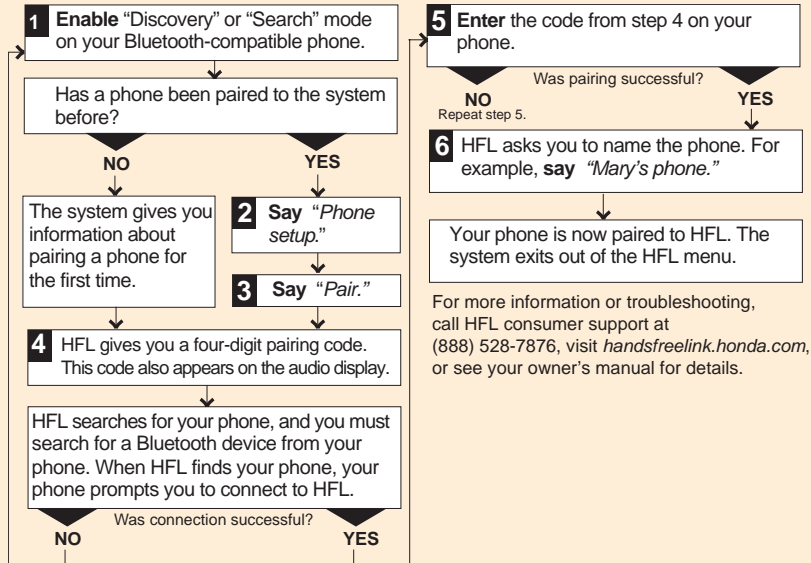 1 Enable “Discovery” or “Search” mode
on your Bluetooth-compatible phone.
Has a phone been paired to the system
before?
NO
YES
The system gives you
information about
pairing a phone for
the first time.
2 Say “Phone
setup.”
3 Say “Pair.”
4 HFL gives you a four-digit pairing code.
This code also appears on the audio display.
HFL searches for your phone, and you must
search for a Bluetooth device from your
phone. When HFL finds your phone, your
phone prompts you to connect to HFL.
Was connection successful?
NO
YES
5 Enter the code from step 4 on your
phone.
Was pairing successful?
NO
Repeat step 5.
YES
6 HFL asks you to name the phone. For
example, say “Mary’s phone.”
Your phone is now paired to HFL. The
system exits out of the HFL menu.
For more information or troubleshooting,
call HFL consumer support at
(888) 528-7876, visit handsfreelink.honda.com,
or see your owner’s manual for details.